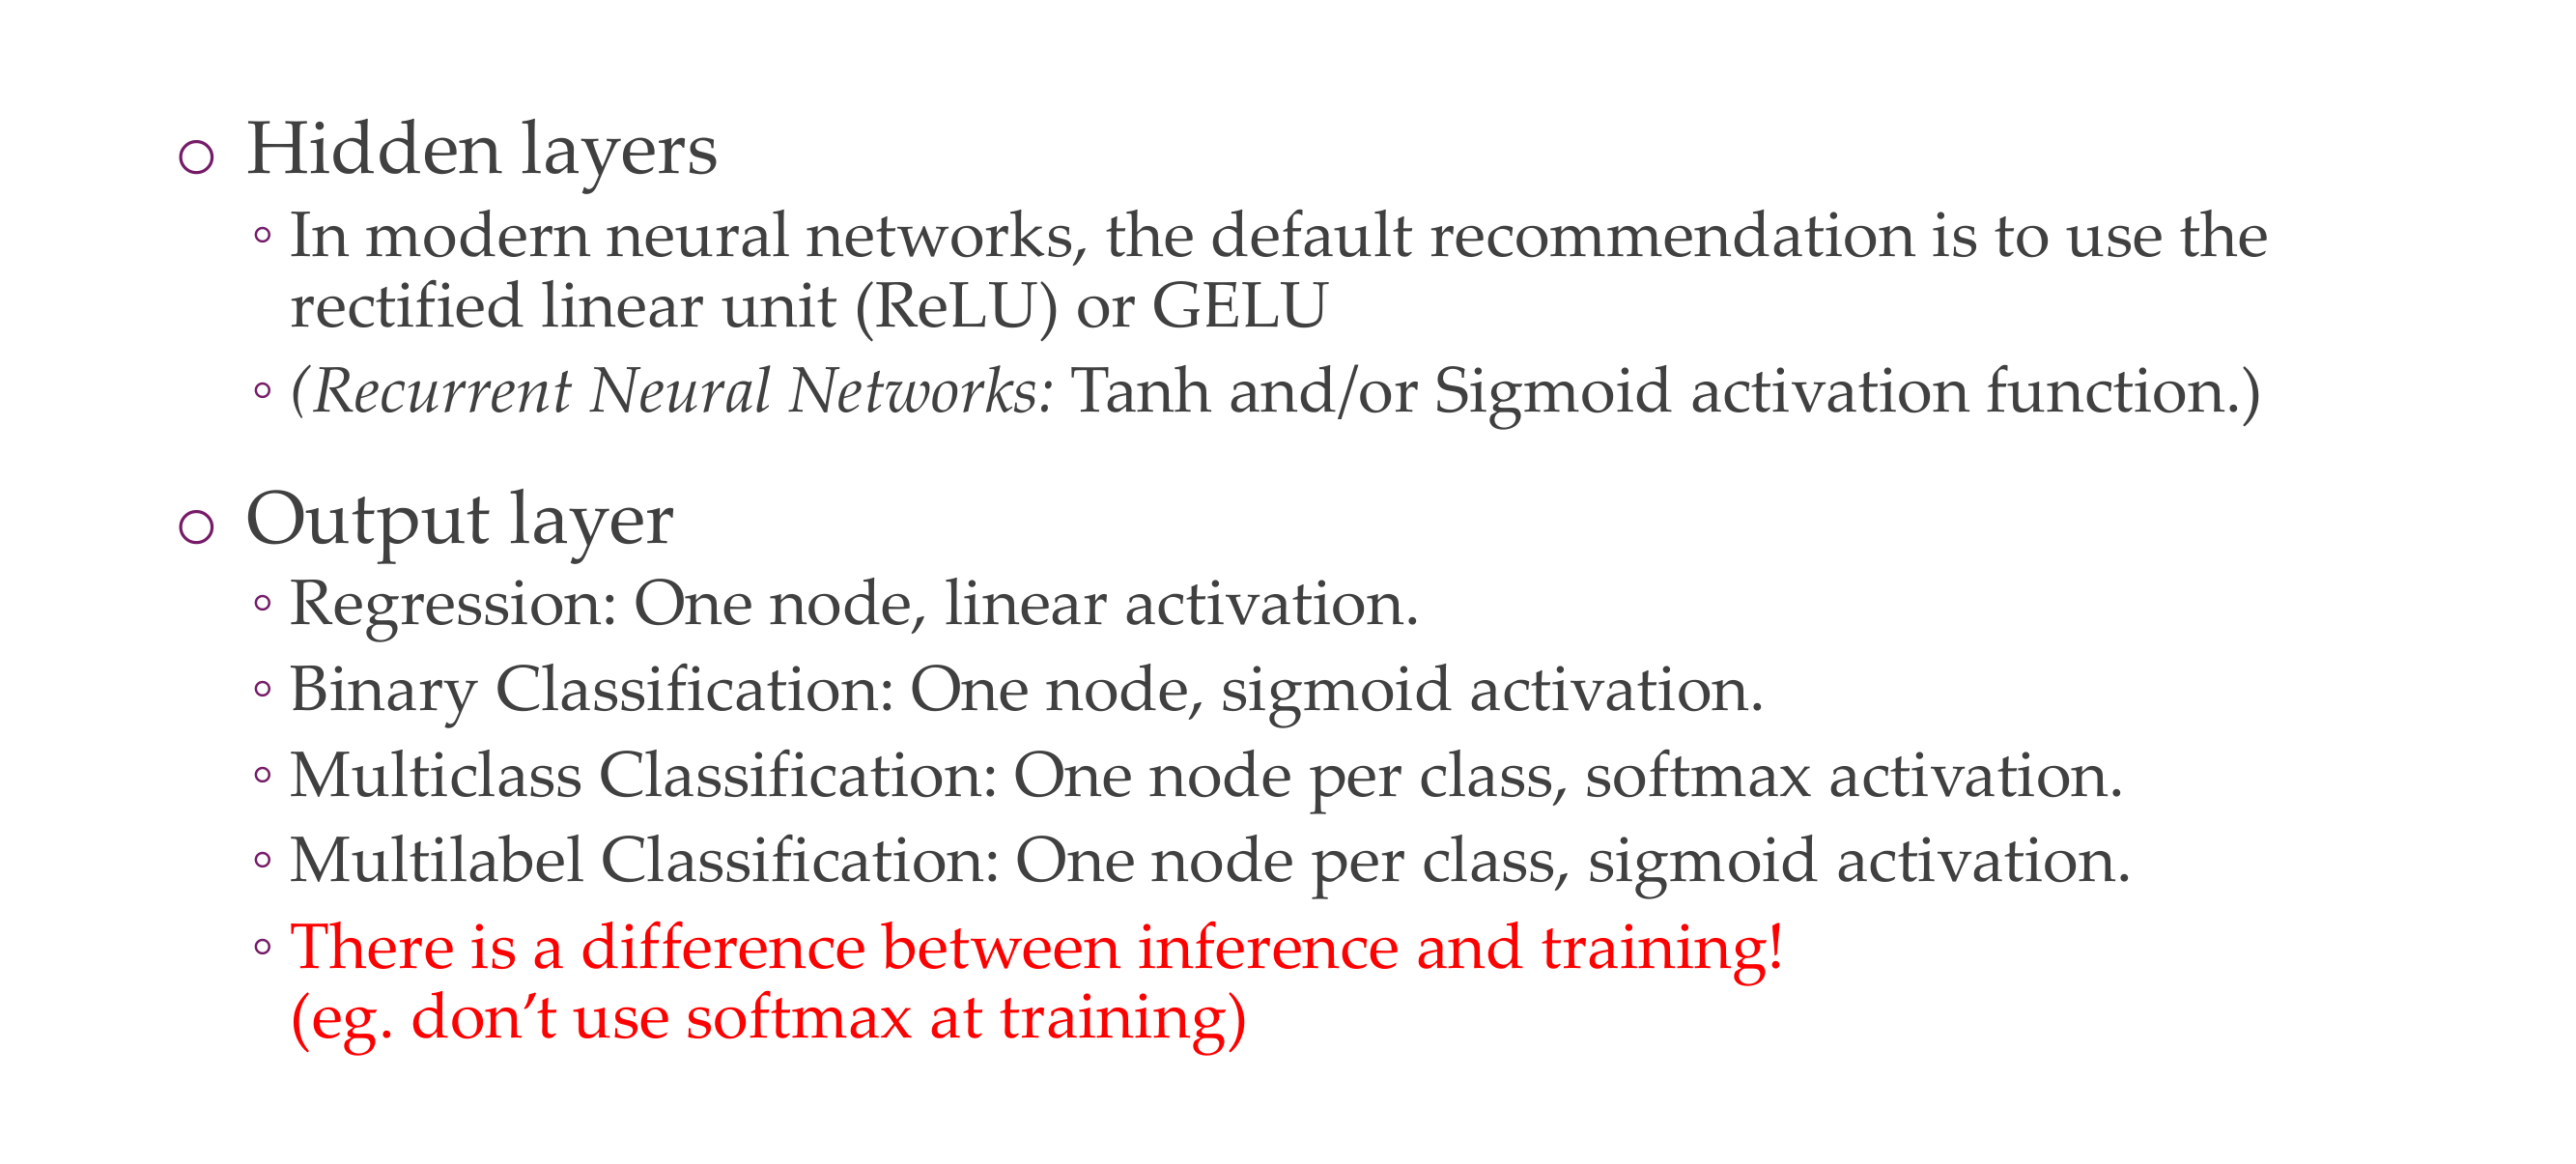 Hidden layers
In modern neural networks, the default recommendation is to use the
rectified linear unit (ReLU) or GELU
(Recurrent Neural Networks: Tanh and/or Sigmoid activation function.)
Output layer
Regression: One node, linear activation.
Binary Classification: One node, sigmoid activation.
Multiclass Classification: One node per class, softmax activation.
Multilabel Classification: One node per class, sigmoid activation.
There is a difference between inference and training!
(eg. don’t use softmax at training)